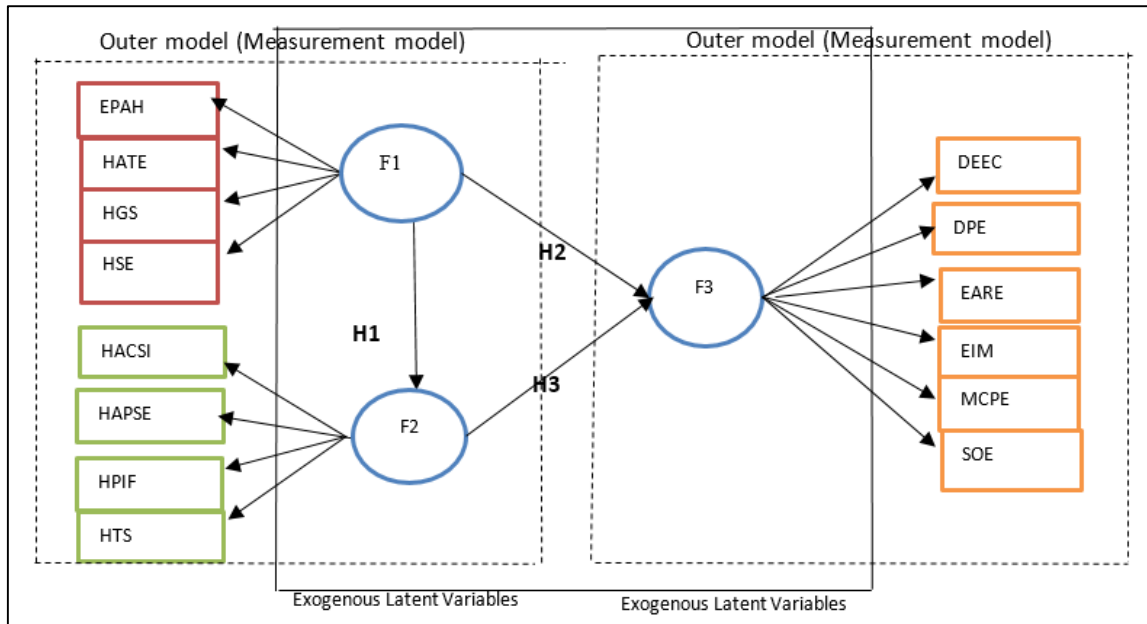 Outer model (Measurement model)
Outer model (Measurement model)
EPAH
HATE
HGS
HSE
HACSI
HAPSE
HPIF
HTS
F1
H1
F2
H2
H3
F3
DEEC
DPE
EARE
EIM
MCPE
SOE
Exogenous Latent Variables
Exogenous Latent Variables